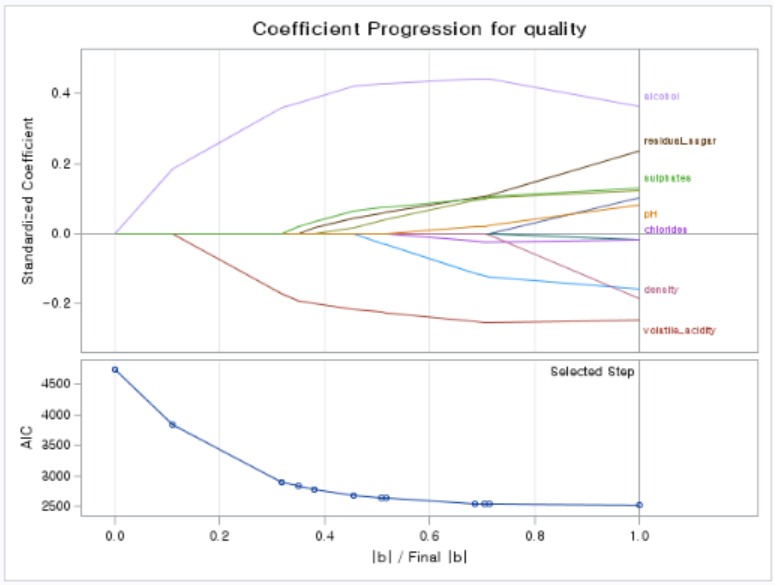 Coefficient Progression for quality
Standardized Coefficient
0.4
0.2
0.0
−0.2
alcohol
residual_sugar
sulphates
pH
chlorides
density
volatile_acidity
AIC
4500
4000
3500
3000
2500
Selected Step
0.0 0.2 0.4 0.6 0.8 1.0
|b| / Final |b|